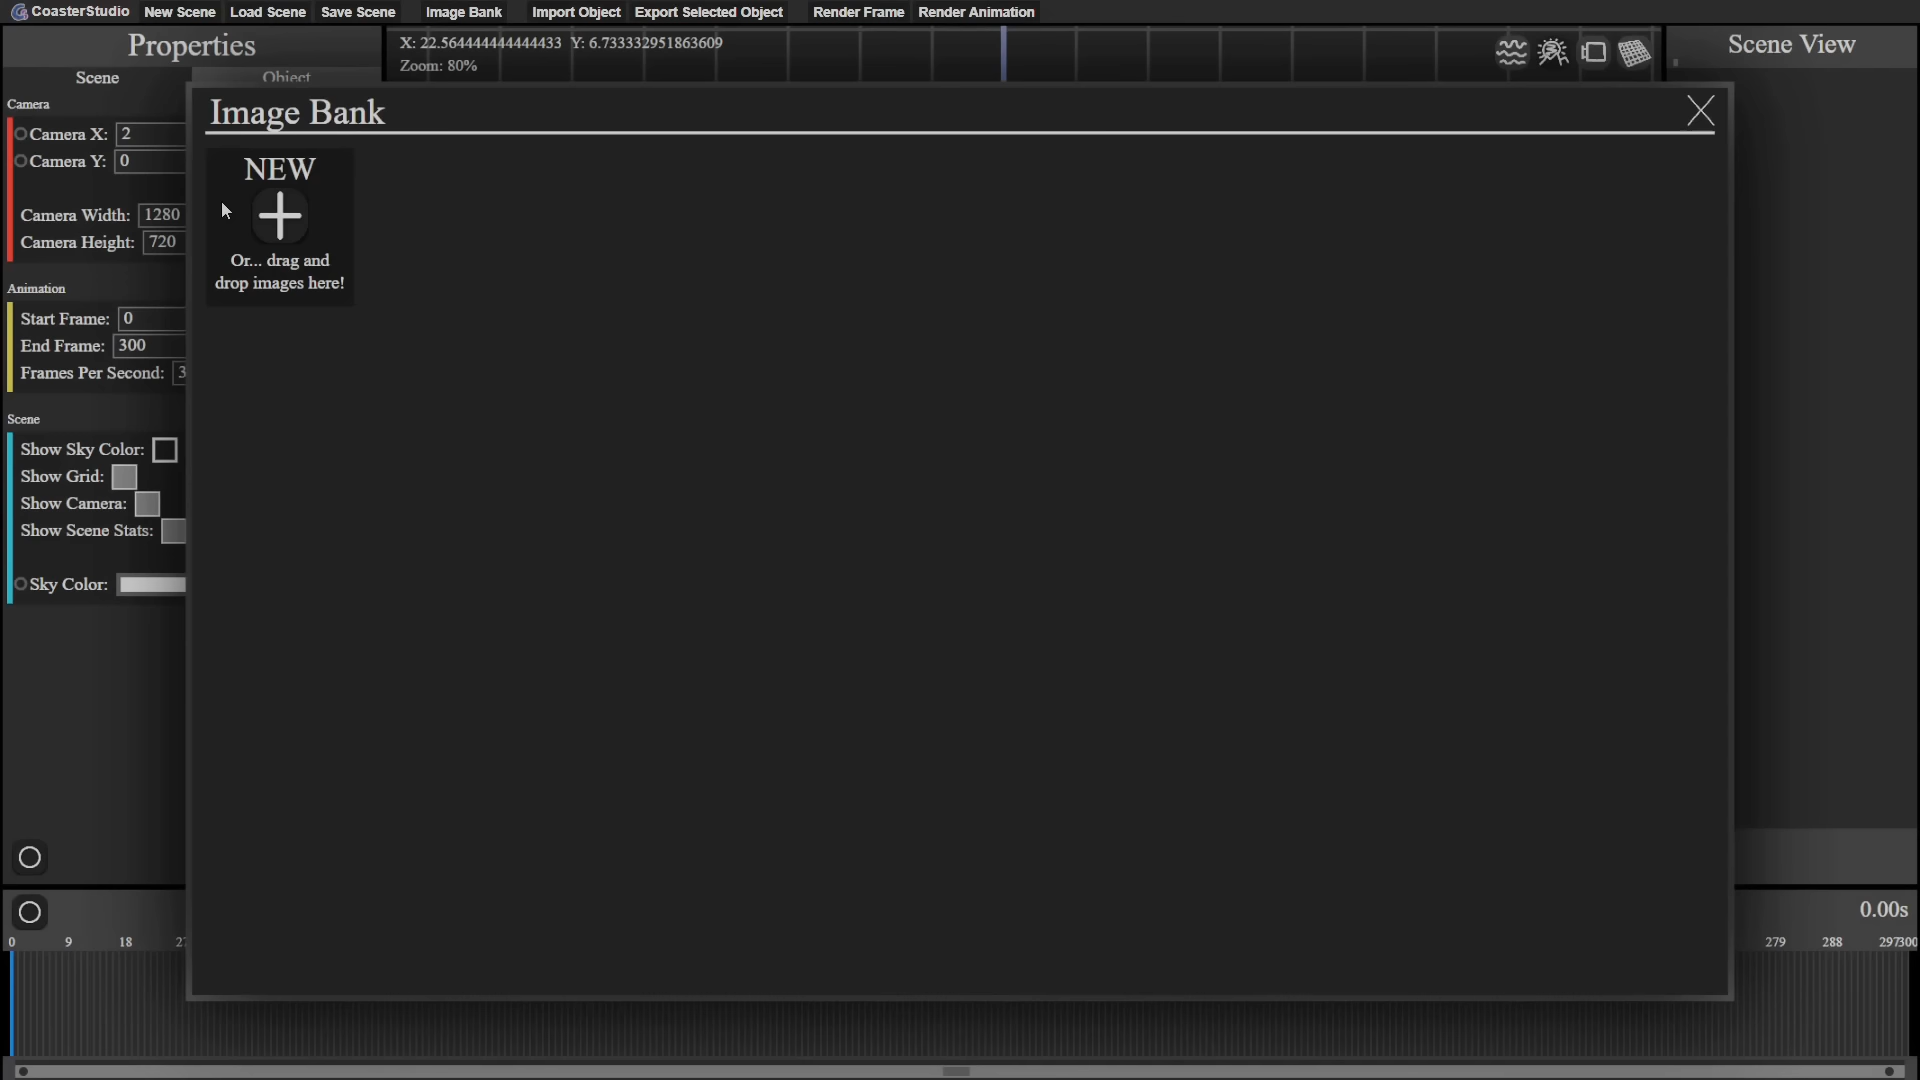 CoasterStudio New Scene Load Scene Save Scene Image Bank Import Object Export Selected Object Render Frame Render Animation
Properties
Scene Object
Camera
Camera X: 2
Camera Y: 0
Camera Width: 1280
Camera Height: 720
Animation
Start Frame: 0
End Frame: 300
Frames Per Second: 3
Scene
Show Sky Color:
Show Grid:
Show Camera:
Show Scene Stats:
Sky Color:
X: 22.564444444444433 Y: 6.733332951863609
Zoom: 80%
Scene View
Image Bank
NEW
Or... drag and
drop images here!
0.00s
0 9 18 27 279 288 297300